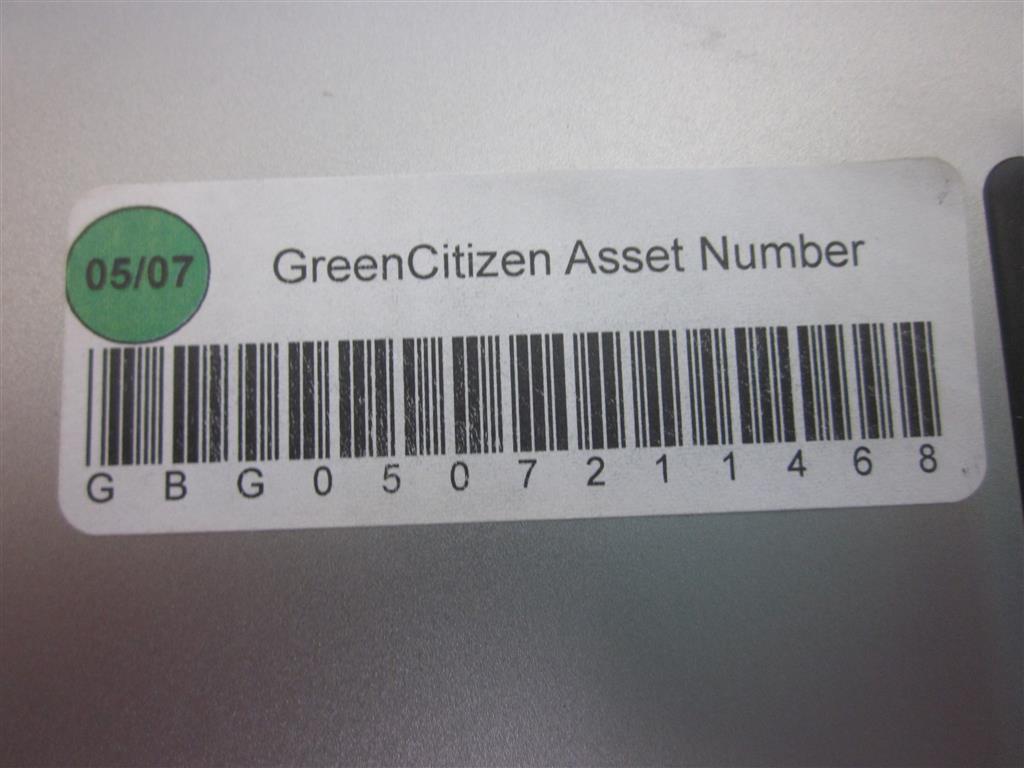 05/07
GreenCitizen Asset Number
G B G 0 5 0 7 2 1 1 4 6 8